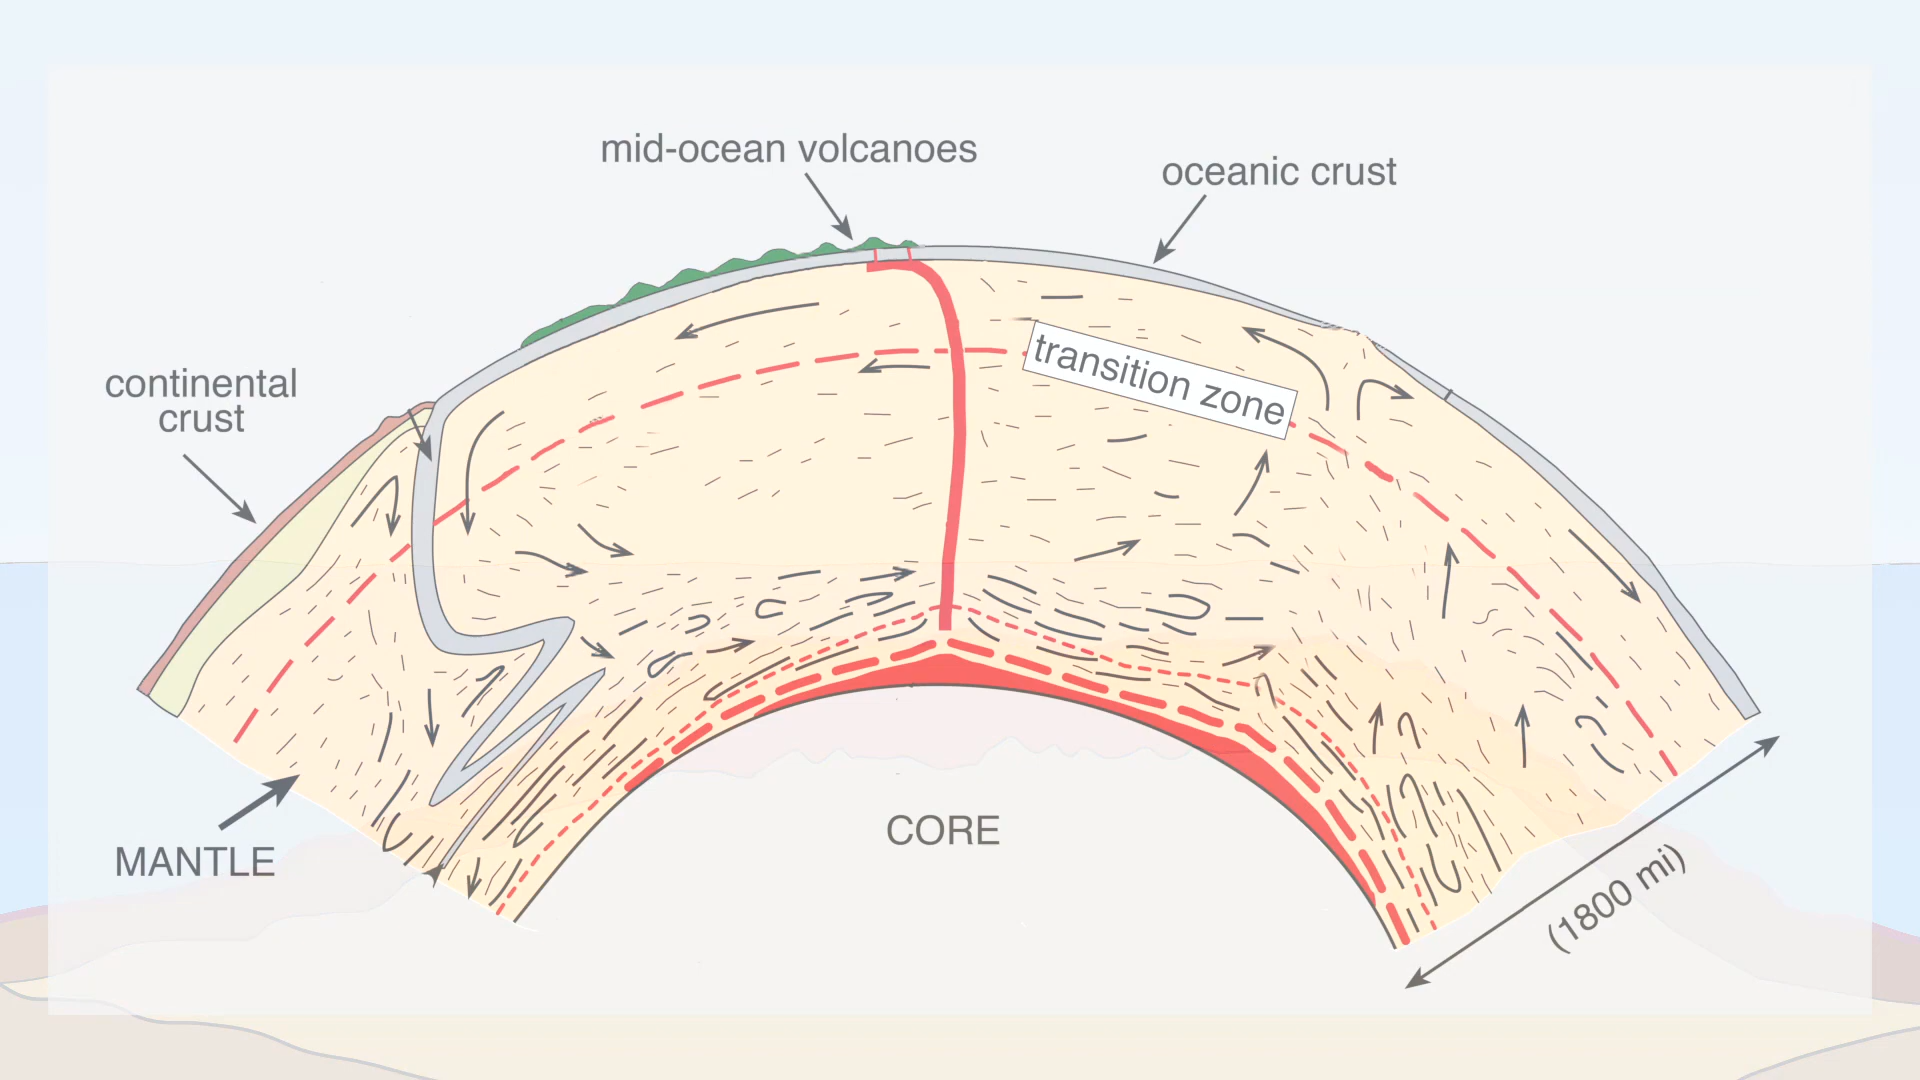 mid-ocean volcanoes
oceanic crust
transition zone
continental
crust
MANTLE
CORE
(1800 mi)